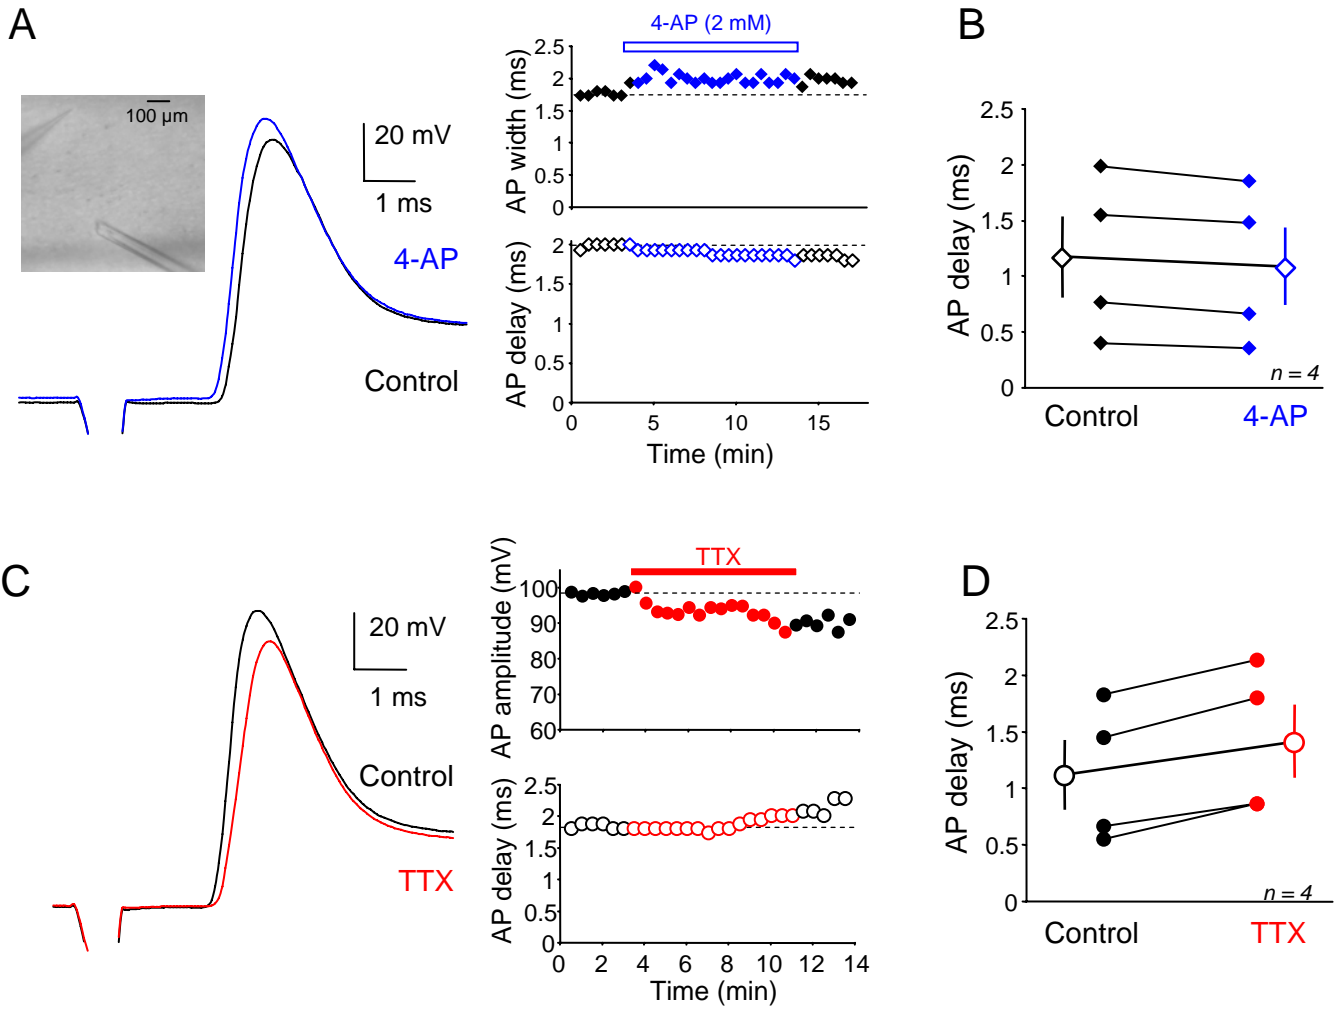 A
100 µm
20 mV
1 ms
4-AP
Control
4-AP (2 mM)
AP width (ms)
2.5
2
1.5
1
0.5
0
AP delay (ms)
2
1.5
1
0.5
0
0 5 10 15
Time (min)
B
AP delay (ms)
2.5
2
1.5
1
0.5
0
n = 4
Control 4-AP
C
20 mV
1 ms
Control
TTX
TTX
AP amplitude (mV)
100
90
80
70
60
AP delay (ms)
2.5
2
1.5
1
0.5
0
0 2 4 6 8 10 12 14
Time (min)
D
AP delay (ms)
2.5
2
1.5
1
0.5
0
n = 4
Control TTX